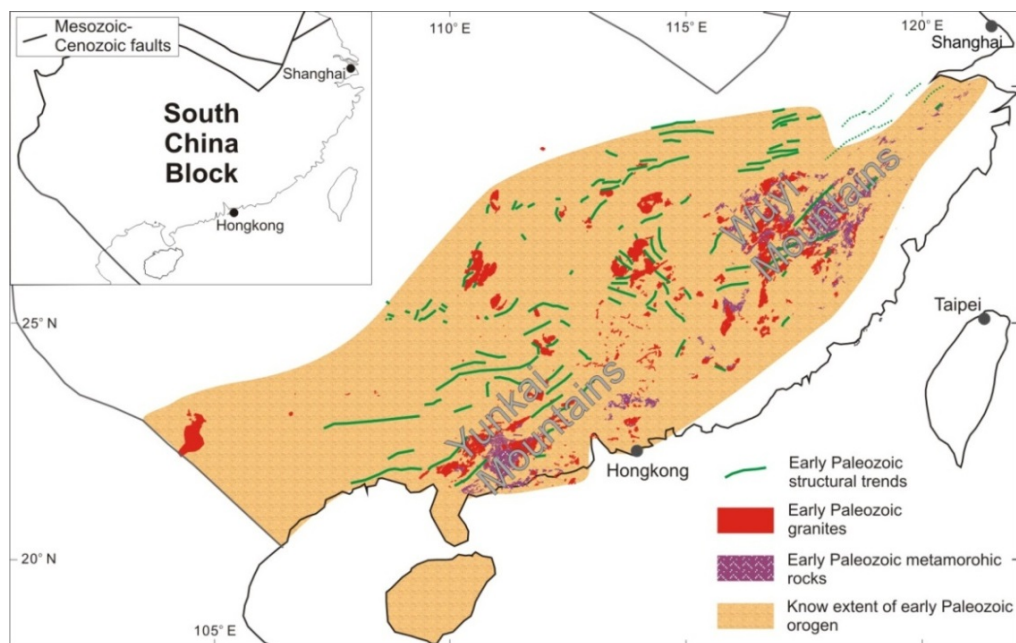 Mesozoic-
Cenozoic faults
Shanghai
South
China
Block
Hongkong
110° E
115° E
120° E
Shanghai
Wuyi
Mountains
25° N
Taipei
Yunkai
Mountains
Hongkong
20° N
105° E
Early Paleozoic
structural trends
Early Paleozoic
granites
Early Paleozoic metamorohic
rocks
Know extent of early Paleozoic
orogen